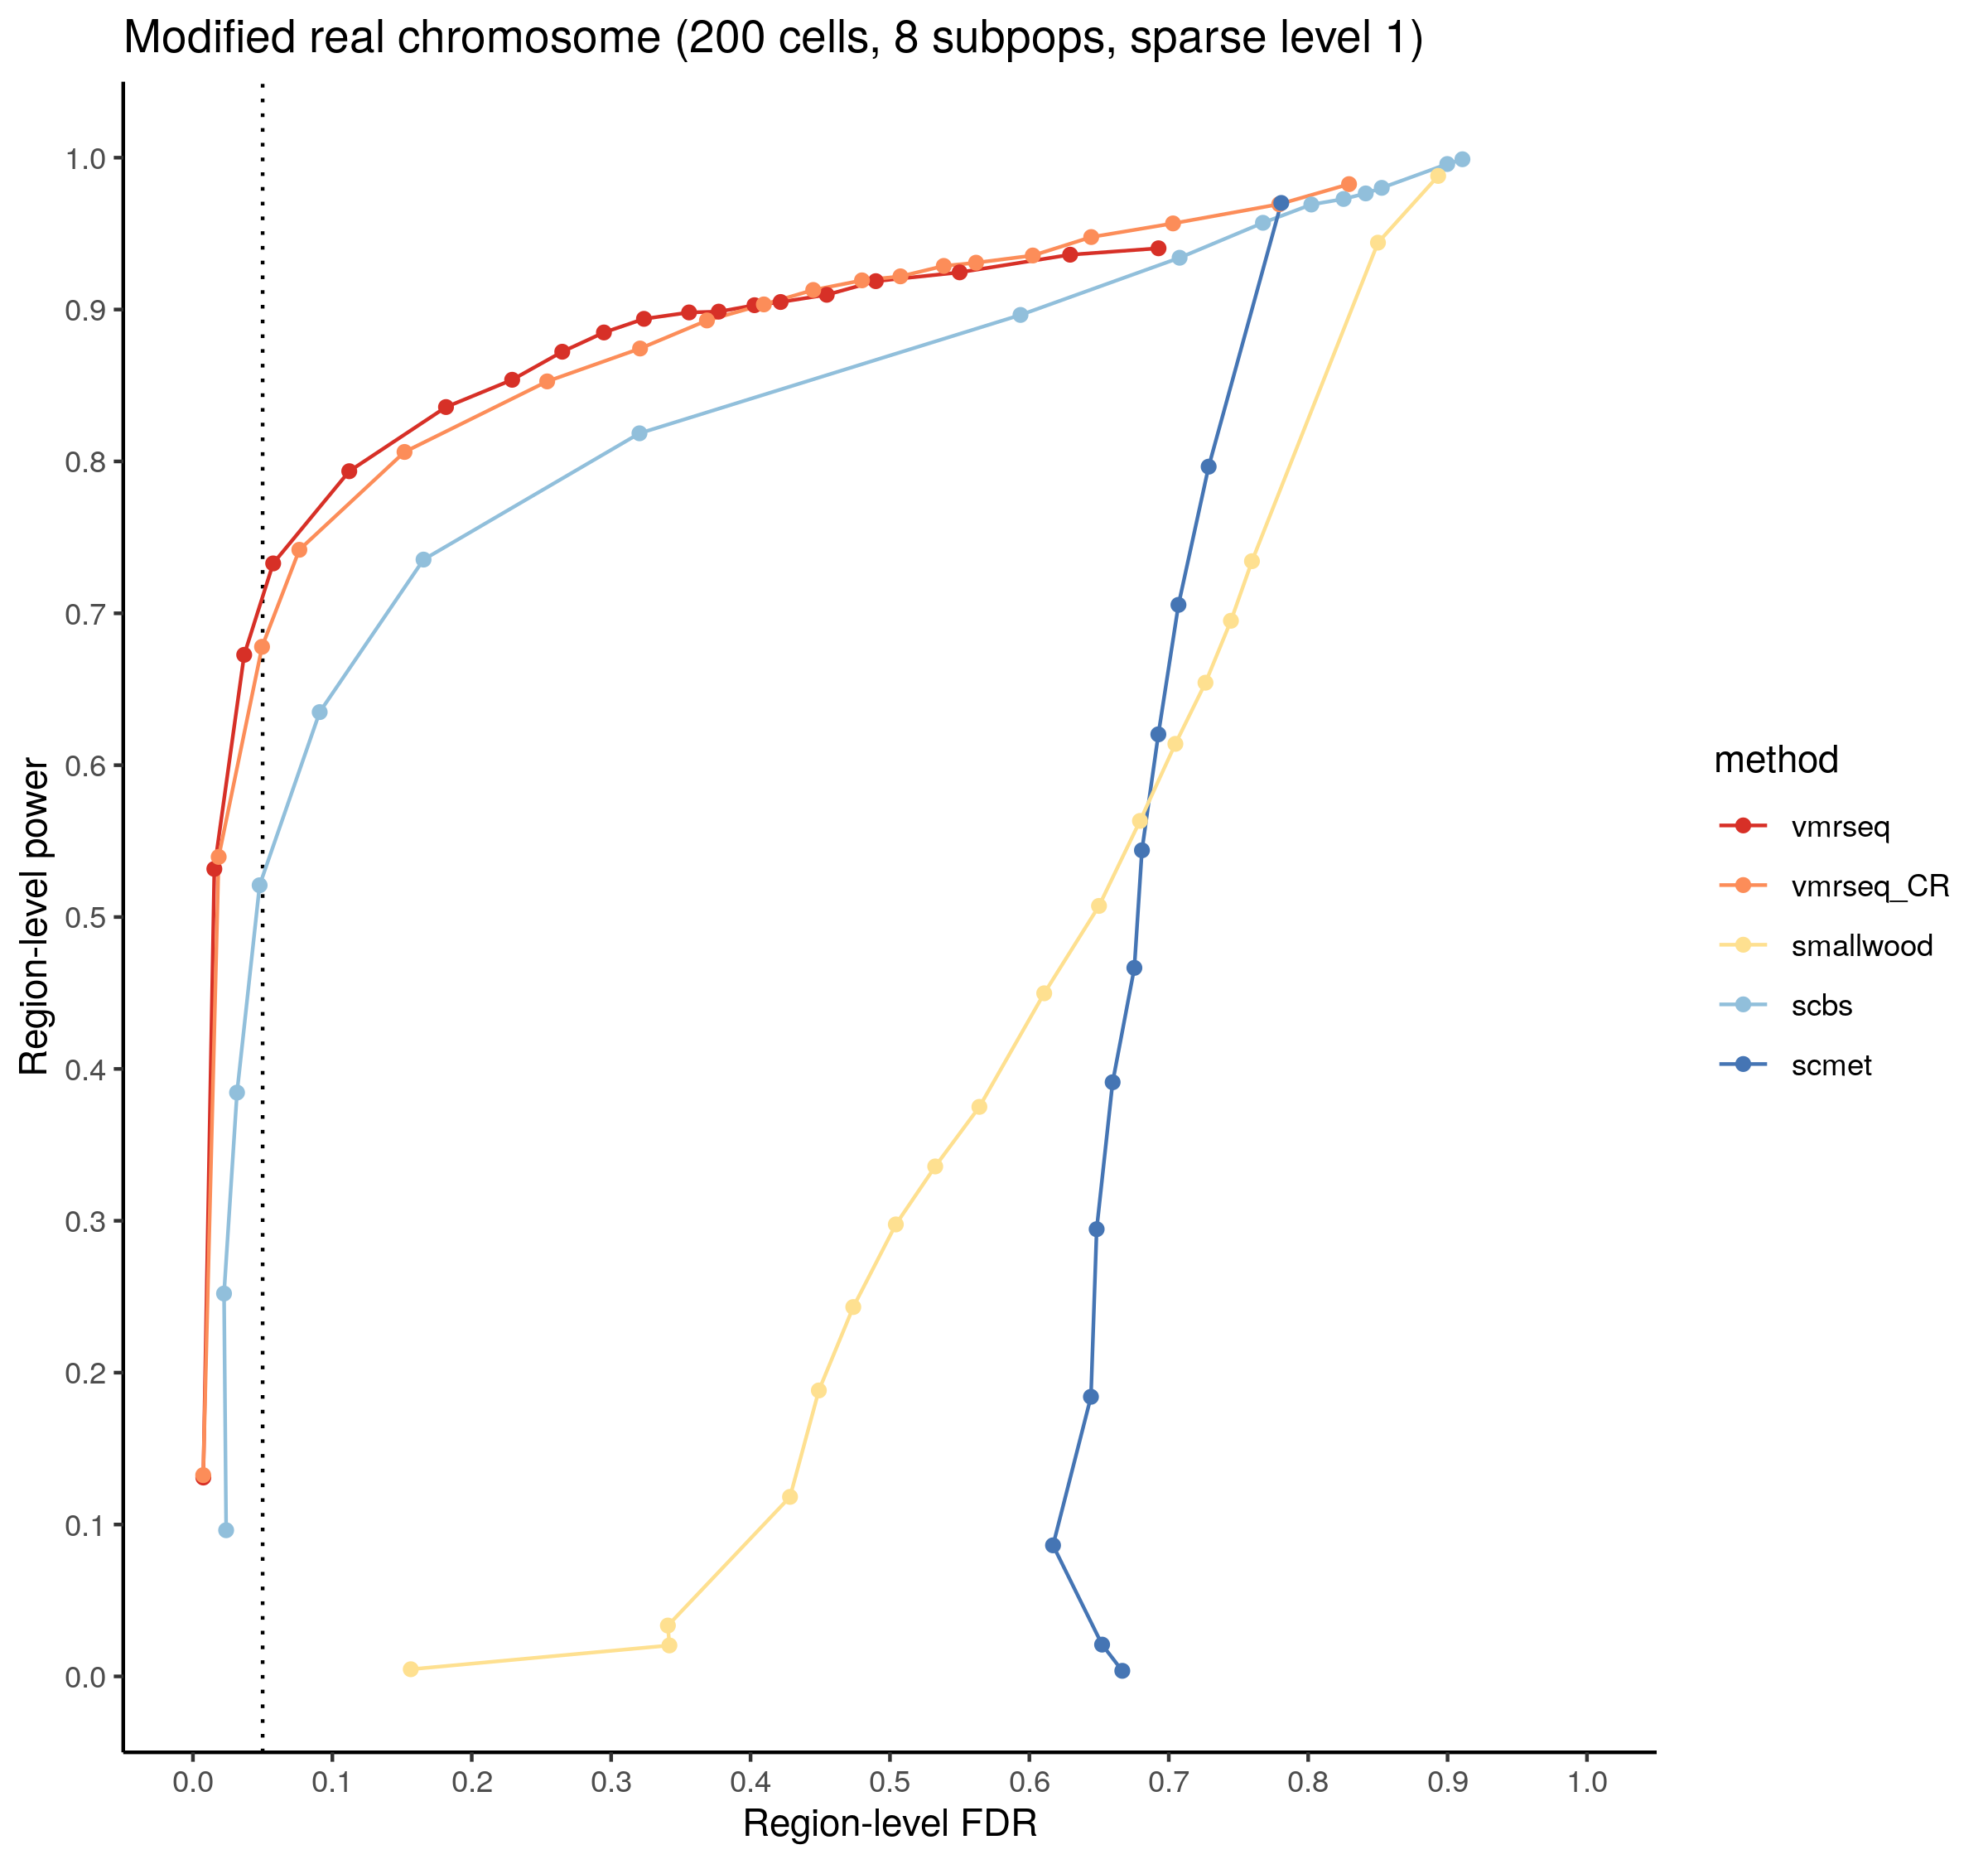 Modified real chromosome (200 cells, 8 subpops, sparse level 1)
Region-level power
1.0
0.9
0.8
0.7
0.6
0.5
0.4
0.3
0.2
0.1
0.0
0.0 0.1 0.2 0.3 0.4 0.5 0.6 0.7 0.8 0.9 1.0
Region-level FDR
method
vmrseq
vmrseq_CR
smallwood
scbs
scmet